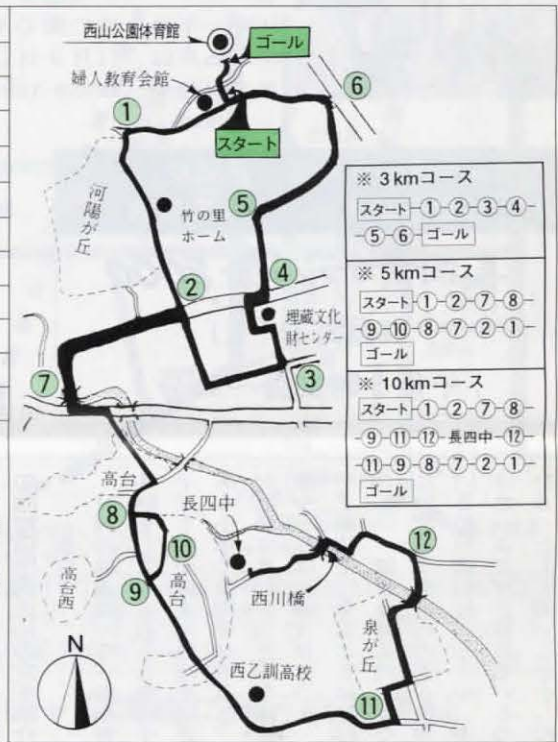 西山公園体育館
ゴール
婦人教育会館
⑥
①
スタート
河陽が丘
竹の里
ホーム
⑤
②
④
埋蔵文化
財センター
③
⑦
高台
⑧
長四中
⑩
⑫
高台西
⑨
高台
西川橋
泉が丘
N
西乙訓高校
⑪
※ 3kmコース
スタート-①-②-③-④-
-⑤-⑥-ゴール
※ 5kmコース
スタート-①-②-⑦-⑧-
-⑨-⑩-⑧-⑦-②-①-
ゴール
※ 10kmコース
スタート-①-②-⑦-⑧-
-⑨-⑪-⑫-長四中-⑫-
-⑪-⑨-⑧-⑦-②-①-
ゴール